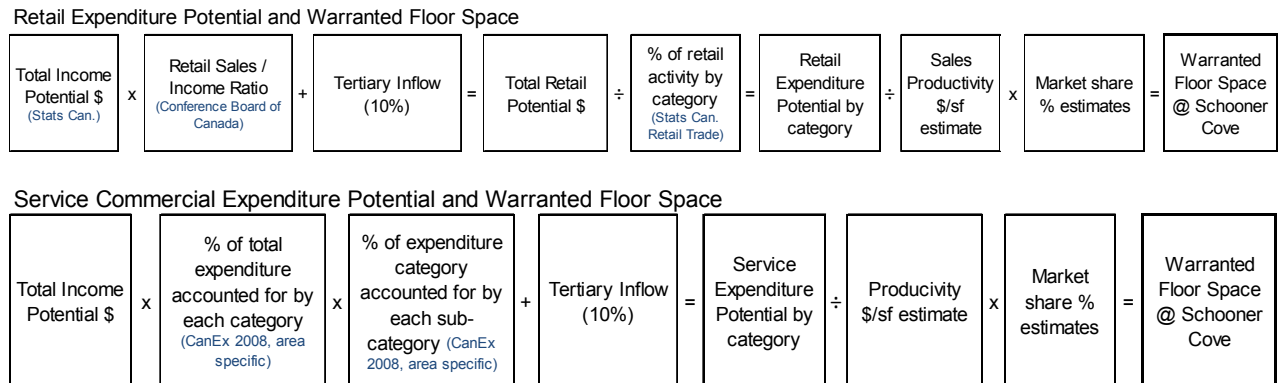 Retail Expenditure Potential and Warranted Floor Space
Total Income
Potential $
(Stats Can.)
x
Retail Sales /
Income Ratio
(Conference Board of
Canada)
+
Tertiary Inflow
(10%)
=
Total Retail
Potential $
÷
% of retail
activity by
category
(Stats Can.
Retail Trade)
=
Retail
Expenditure
Potential by
category
÷
Sales
Productivity
$/sf
estimate
x
Market share
% estimates
=
Warranted
Floor Space
@ Schooner
Cove
Service Commercial Expenditure Potential and Warranted Floor Space
Total Income
Potential $
x
% of total
expenditure
accounted for by
each category
(CanEx 2008, area
specific)
x
% of expenditure
category
accounted for by
each sub-
category (CanEx
2008, area specific)
+
Tertiary Inflow
(10%)
=
Service
Expenditure
Potential by
category
÷
Producivity
$/sf estimate
x
Market
share %
estimates
=
Warranted
Floor Space
@ Schooner
Cove